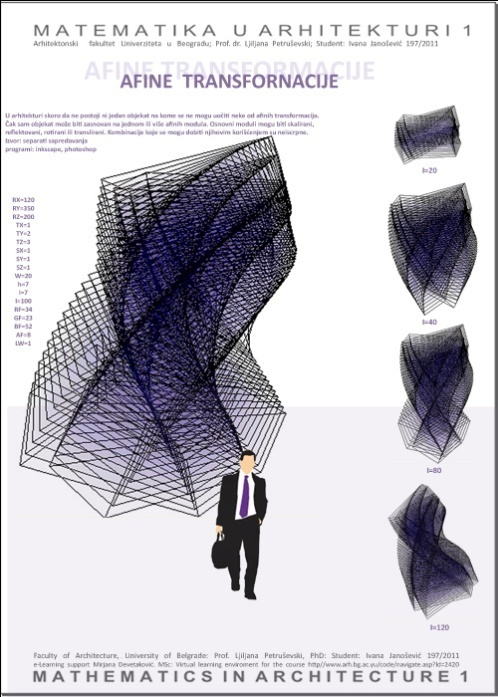 MATEMATIKA U ARHITEKTURI 1
Arhitektonski fakultet Univerziteta u Beogradu; Prof. dr. Ljiljana Petruševski; Student: Ivana Janošević 197/2011
AFINE TRANSFORMACIJE
AFINE TRANSFORNACIJE
U arhitekturi skoro da ne postoji ni jedan objekat na kome se ne mogu uočiti neke od afinih transformacija.
Čak sam objekat može biti zasnovan na jednom ili više afinih modula. Osnovni moduli mogu biti skalirani,
reflektovani, rotirani ili translirani. Kombinacije koje se mogu dobiti njihovim korišćenjem su neiscrpne.
Izvor: separati sapredavanja
programi: inkscape, photoshop
RX=120
RY=350
RZ=200
TX=1
TY=2
TZ=3
SX=1
SY=1
SZ=1
W=20
h=7
l=7
I=100
RF=34
GF=23
BF=52
AF=8
LW=1
I=20
I=40
I=80
I=120
Faculty of Architecture, University of Belgrade: Prof. Ljiljana Petruševski, PhD: Student: Ivana Janošević 197/2011
e-Learning support Mirjana Devetaković. MSc: Virtual learning enviroment for the course http//www.arh.bg.ac.yu/code/navigate.asp?Id=2420
MATHEMATICS IN ARCHITECTURE 1